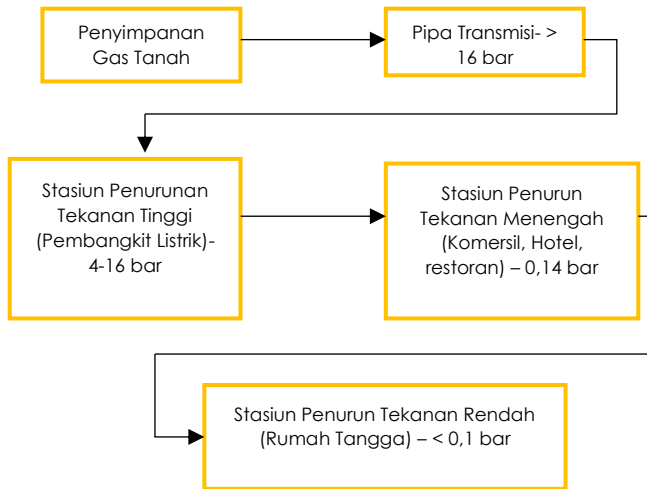 Penyimpanan
Gas Tanah
Pipa Transmisi- >
16 bar
Stasiun Penurunan
Tekanan Tinggi
(Pembangkit Listrik)-
4-16 bar
Stasiun Penurun
Tekanan Menengah
(Komersil, Hotel,
restoran) – 0,14 bar
Stasiun Penurun Tekanan Rendah
(Rumah Tangga) – < 0,1 bar